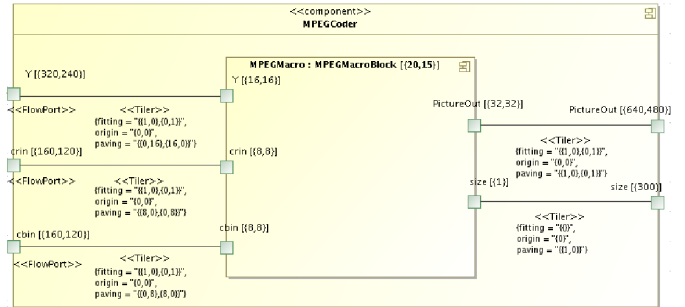 <<component>>
MPEGCoder
MPEGMacro : MPEGMacroBlock [{20,15}]
Y [{320,240}]
Y [{16,16}]
<<FlowPort>>
<<Tiler>>
{fitting = "{{1,0},{0,1}}",
origin = "{0,0}",
paving = "{{0,16},{16,0}}"}
PictureOut [{32,32}]
PictureOut [{640,480}]
<<Tiler>>
{fitting = "{{1,0},{0,1}}",
origin = "{0,0}",
paving = "{{1,0},{0,1}}"}
crin [{160,120}]
crin [{8,8}]
<<FlowPort>>
<<Tiler>>
{fitting = "{{1,0},{0,1}}",
origin = "{0,0}",
paving = "{{8,0},{0,8}}"}
size [{1}]
size [{300}]
<<Tiler>>
{fitting = "{{0}}",
origin = "{0}",
paving = "{{1,0}}"}
cbin [{160,120}]
cbin [{8,8}]
<<FlowPort>>
<<Tiler>>
{fitting = "{{1,0},{0,1}}",
origin = "{0,0}",
paving = "{{0,8},{8,0}}"}